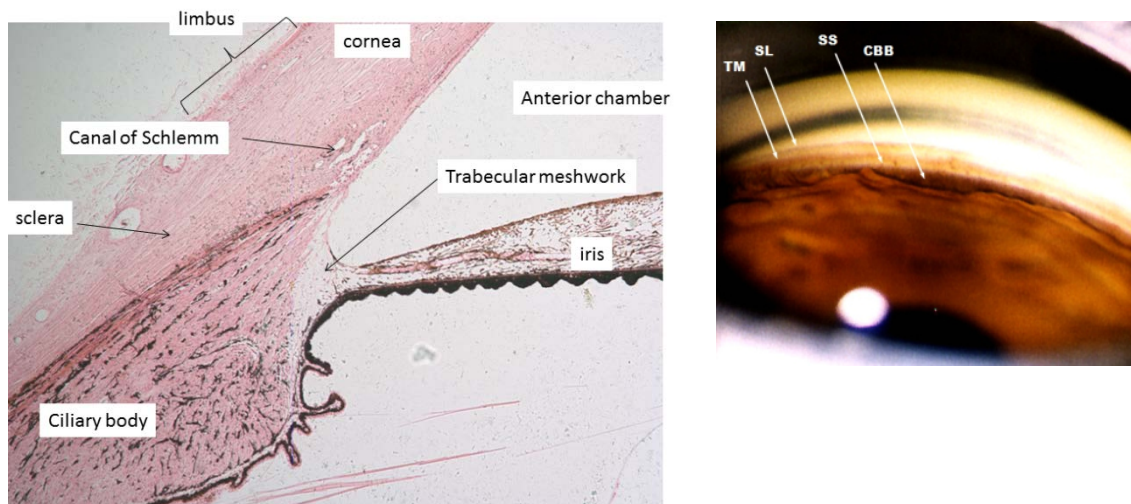 limbus
cornea
Anterior chamber
Canal of Schlemm
Trabecular meshwork
sclera
iris
Ciliary body
SS
CBB
SL
TM